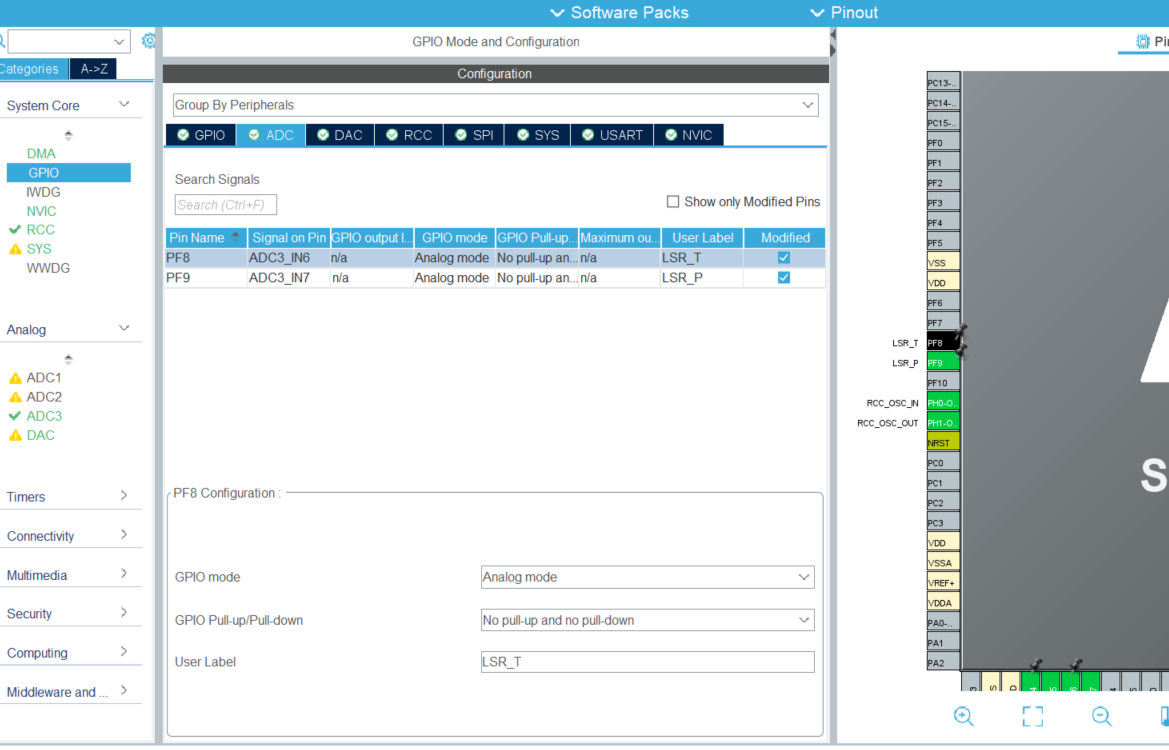 Software Packs
Pinout
GPIO Mode and Configuration
Categories
A->Z
Configuration
Group By Peripherals
GPIO
ADC
DAC
RCC
SPI
SYS
USART
NVIC
System Core
DMA
GPIO
IWDG
NVIC
RCC
SYS
WWDG
Analog
ADC1
ADC2
ADC3
DAC
Timers
Connectivity
Multimedia
Security
Computing
Middleware and ...
Search Signals
Search (Ctrl+F)
Show only Modified Pins
Pin Name Signal on Pin GPIO output l... GPIO mode GPIO Pull-up... Maximum ou... User Label Modified
PF8 ADC3_IN6 n/a Analog mode No pull-up an... n/a LSR_T
PF9 ADC3_IN7 n/a Analog mode No pull-up an... n/a LSR_P
PF8 Configuration :
GPIO mode Analog mode
GPIO Pull-up/Pull-down No pull-up and no pull-down
User Label LSR_T
PC13-..
PC14-..
PC15-..
PF0
PF1
PF2
PF3
PF4
PF5
VSS
VDD
PF6
PF7
LSR_T PF8
LSR_P PF9
PF10
RCC_OSC_IN PH0-O..
RCC_OSC_OUT PH1-O..
NRST
PC0
PC1
PC2
PC3
VDD
VSSA
VREF+
VDDA
PA0-..
PA1
PA2